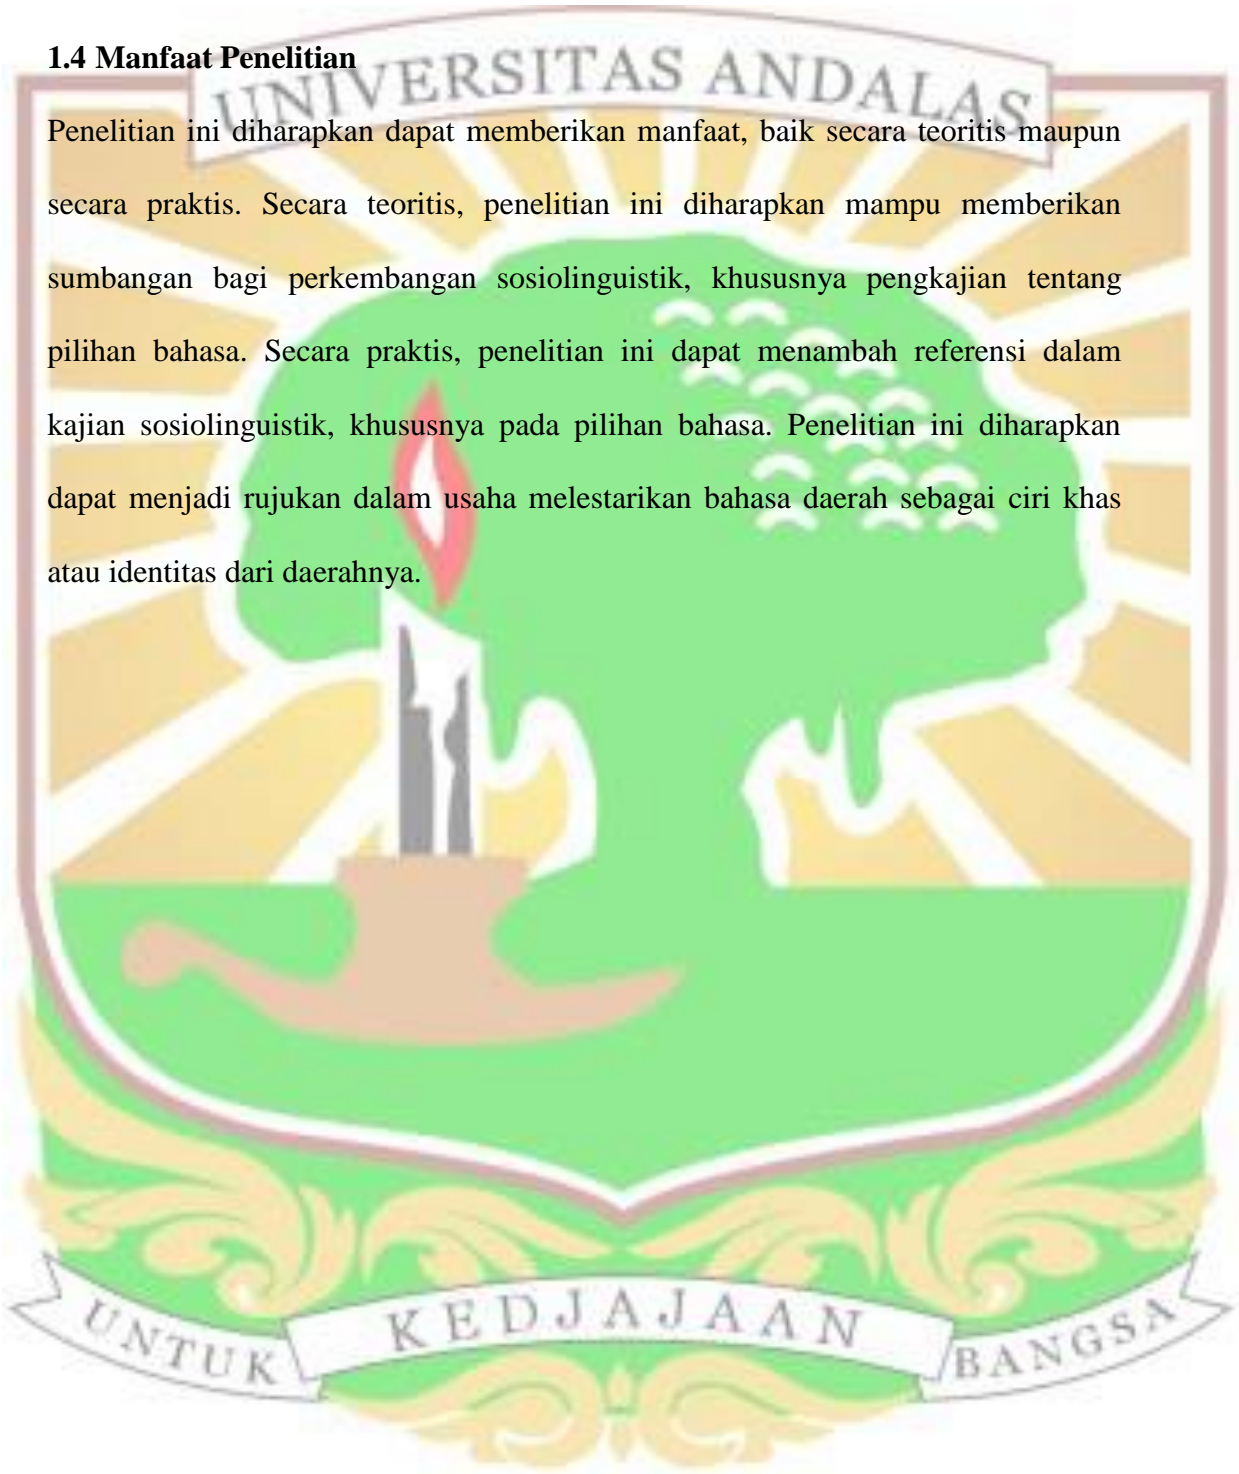 1.4 Manfaat Penelitian
UNIVERSITAS ANDALAS
Penelitian ini diharapkan dapat memberikan manfaat, baik secara teoritis maupun
secara praktis. Secara teoritis, penelitian ini diharapkan mampu memberikan
sumbangan bagi perkembangan sosiolinguistik, khususnya pengkajian tentang
pilihan bahasa. Secara praktis, penelitian ini dapat menambah referensi dalam
kajian sosiolinguistik, khususnya pada pilihan bahasa. Penelitian ini diharapkan
dapat menjadi rujukan dalam usaha melestarikan bahasa daerah sebagai ciri khas
atau identitas dari daerahnya.
UNTUK KEDJAJAAN BANGSA